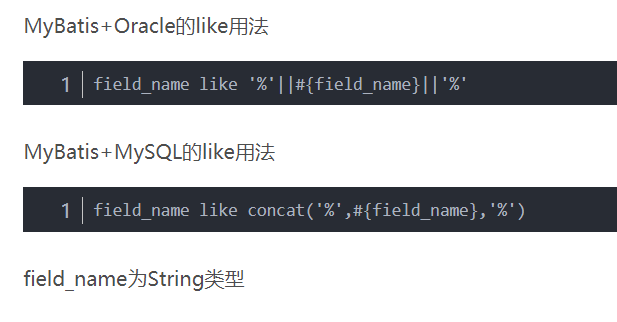 MyBatis+Oracle的like用法
1 field_name like '%'||#{field_name}||'%'
MyBatis+MySQL的like用法
1 field_name like concat('%',#{field_name},'%')
field_name为String类型